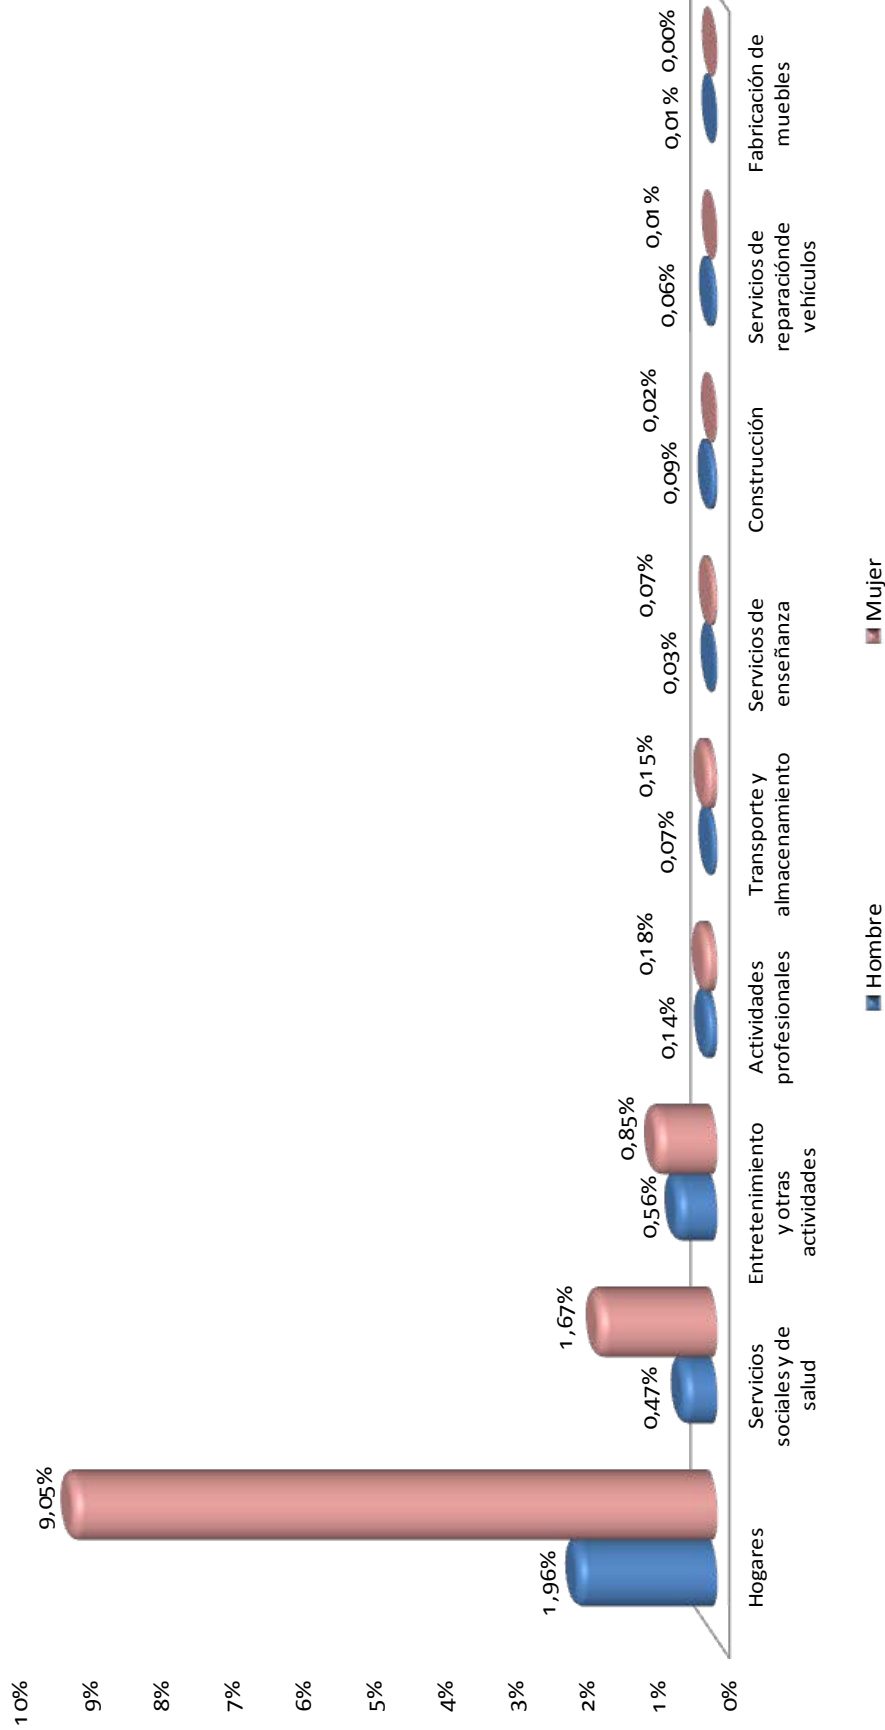 10%
9%
8%
7%
6%
5%
4%
3%
2%
1%
0%
1,96%
9,05%
0,47%
1,67%
0,56%
0,85%
0,14%
0,18%
0,07%
0,15%
0,03%
0,07%
0,09%
0,02%
0,06%
0,01%
0,01%
0,00%
Hogares
Servicios
sociales y de
salud
Entretenimiento
y otras
actividades
Actividades
profesionales
Transporte y
almacenamiento
Servicios de
enseñanza
Construcción
Servicios de
reparaciónde
vehículos
Fabricación de
muebles
Hombre
Mujer